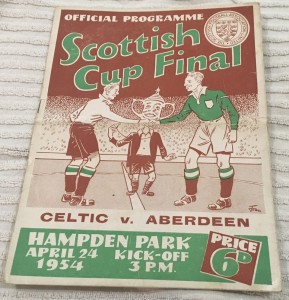 OFFICIAL PROGRAMME
Scottish
Cup Final
CELTIC v. ABERDEEN
HAMPDEN PARK
APRIL 24 KICK-OFF
1954 3 P.M.
PRICE
6D